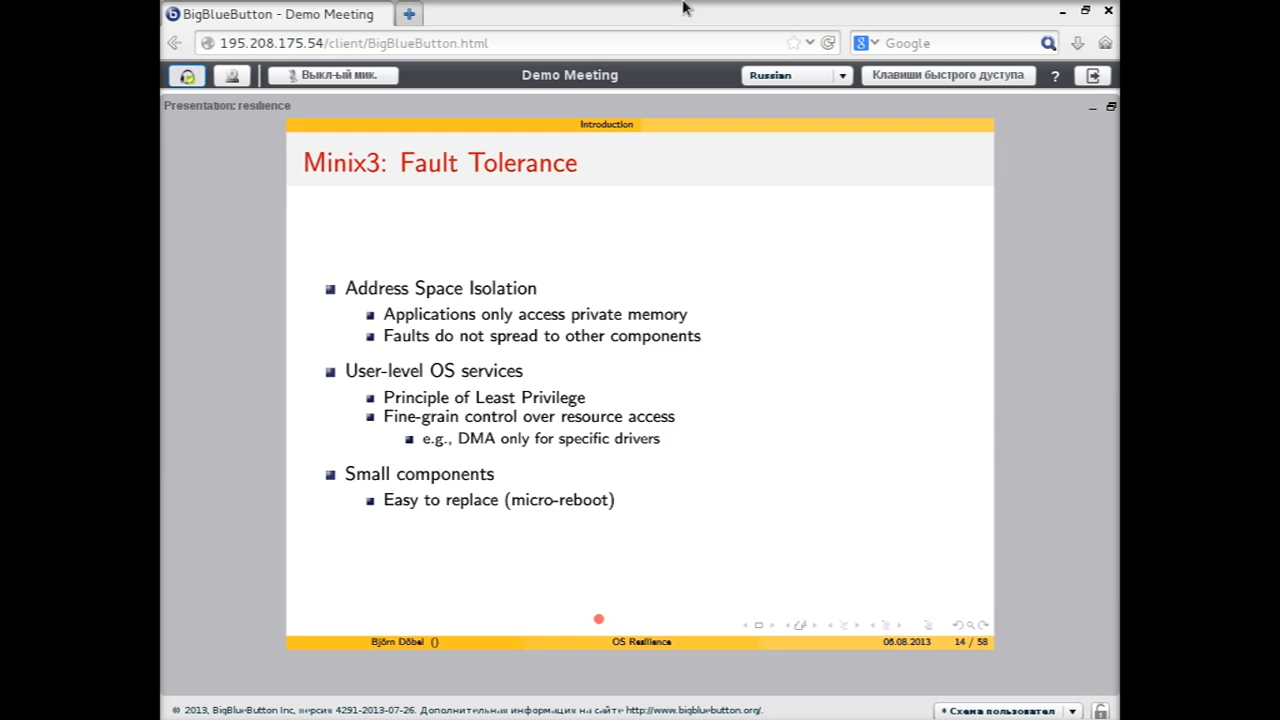 BigBlueButton - Demo Meeting
195.208.175.54/client/BigBlueButton.html
Google
Выкл-ый мик.
Demo Meeting
Russian
Клавиши быстрого доступа
?
Presentation: resilience
Introduction
Minix3: Fault Tolerance
Address Space Isolation
Applications only access private memory
Faults do not spread to other components
User-level OS services
Principle of Least Privilege
Fine-grain control over resource access
e.g., DMA only for specific drivers
Small components
Easy to replace (micro-reboot)
Björn Döbel ()
OS Resilience
06.08.2013
14 / 58
© 2013, BigBlueButton Inc, версия 4291-2013-07-26. Дополнительная информация на сайте http://www.bigbluebutton.org/.
* Схема пользовател